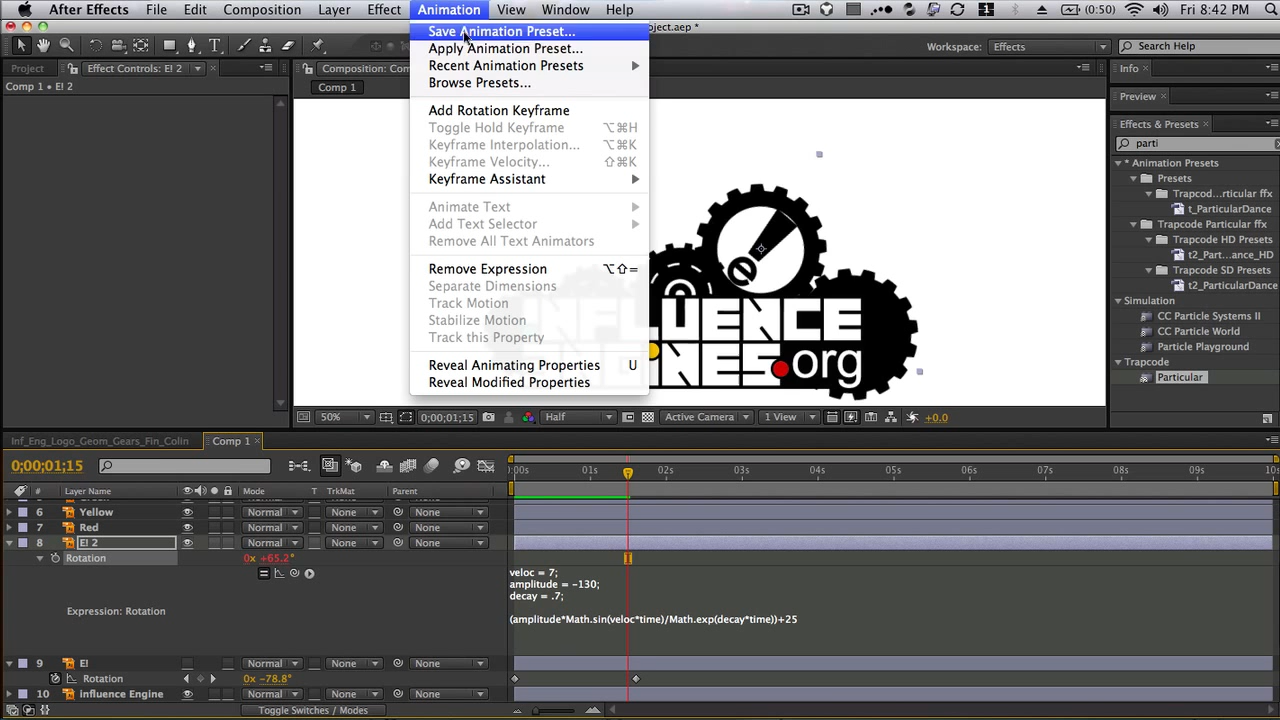 After Effects File Edit Composition Layer Effect Animation View Window Help (0:50) Fri 8:42 PM
oject.aep *
Workspace: Effects Search Help
Project Effect Controls: E! 2 Composition: Com Info
Comp 1 • E! 2
Comp 1
Preview
Effects & Presets
parti
Save Animation Preset...
Apply Animation Preset...
Recent Animation Presets
Browse Presets...
Add Rotation Keyframe
Toggle Hold Keyframe ⌥⌘H
Keyframe Interpolation... ⌥⌘K
Keyframe Velocity... ⇧⌘K
Keyframe Assistant
Animate Text
Add Text Selector
Remove All Text Animators
Remove Expression ⌥⇧=
Separate Dimensions
Track Motion
Stabilize Motion
Track this Property
Reveal Animating Properties U
Reveal Modified Properties
* Animation Presets
Presets
Trapcod...rticular ffx
t_ParticularDance
Trapcode Particular ffx
Trapcode HD Presets
t2_Part...ance_HD
Trapcode SD Presets
t2_ParticularDance
Simulation
CC Particle Systems II
CC Particle World
Particle Playground
Trapcode
Particular
e!
INFLUENCE
INES.org
50% 0;00;01;15 Half Active Camera 1 View +0.0
Inf_Eng_Logo_Geom_Gears_Fin_Colin Comp 1
0;00;01;15
0:00s 01s 02s 03s 04s 05s 06s 07s 08s 09s 10s
# Layer Name Mode T TrkMat Parent
Yellow Normal None None
7 Red Normal None None
8 E! 2 Normal None None
Rotation 0x +65.2°
veloc = 7;
amplitude = -130;
decay = .7;
Expression: Rotation
(amplitude*Math.sin(veloc*time)/Math.exp(decay*time))+25
9 E! Normal None None
Rotation 0x -78.8°
10 influence Engine Normal None None
Toggle Switches / Modes